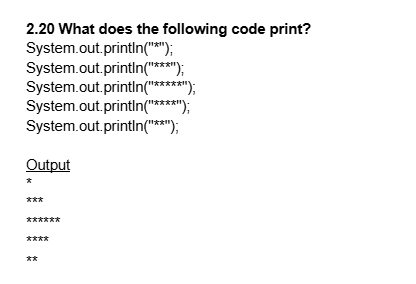 2.20 What does the following code print?
System.out.println("*");
System.out.println("***");
System.out.println("*****");
System.out.println("****");
System.out.println("**");
Output
*
***
******
****
**